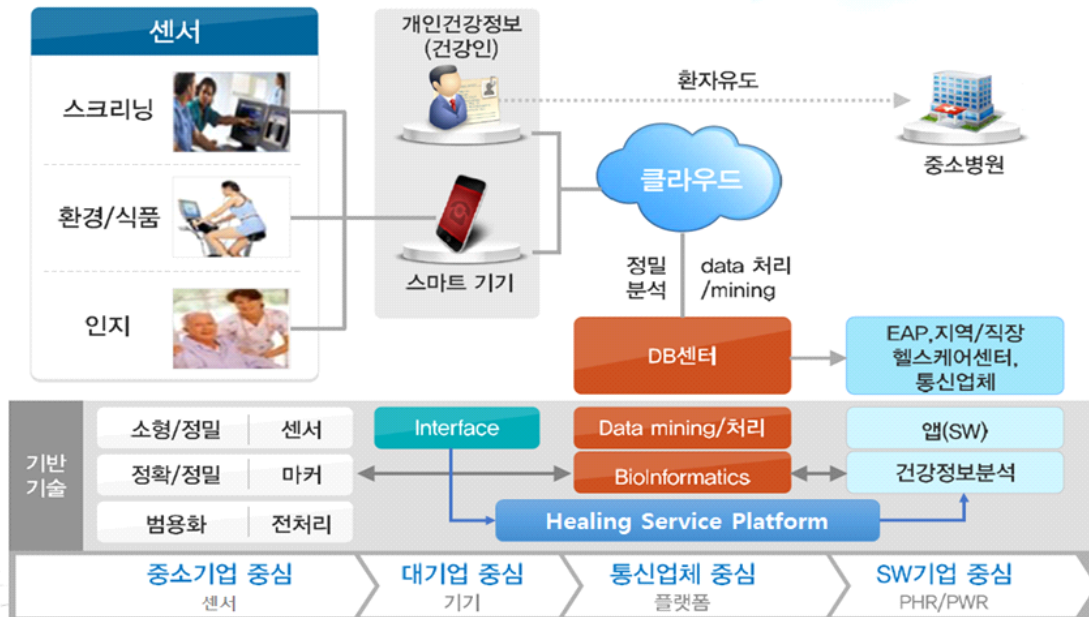 센서
스크리닝
환경/식품
인지
개인건강정보
(건강인)
스마트 기기
환자유도
중소병원
클라우드
정밀
분석
data 처리
/mining
DB센터
EAP,지역/직장
헬스케어센터,
통신업체
기반
기술
소형/정밀 센서
정확/정밀 마커
범용화 전처리
Interface
Data mining/처리
BioInformatics
앱(SW)
건강정보분석
Healing Service Platform
중소기업 중심
센서
대기업 중심
기기
통신업체 중심
플랫폼
SW기업 중심
PHR/PWR